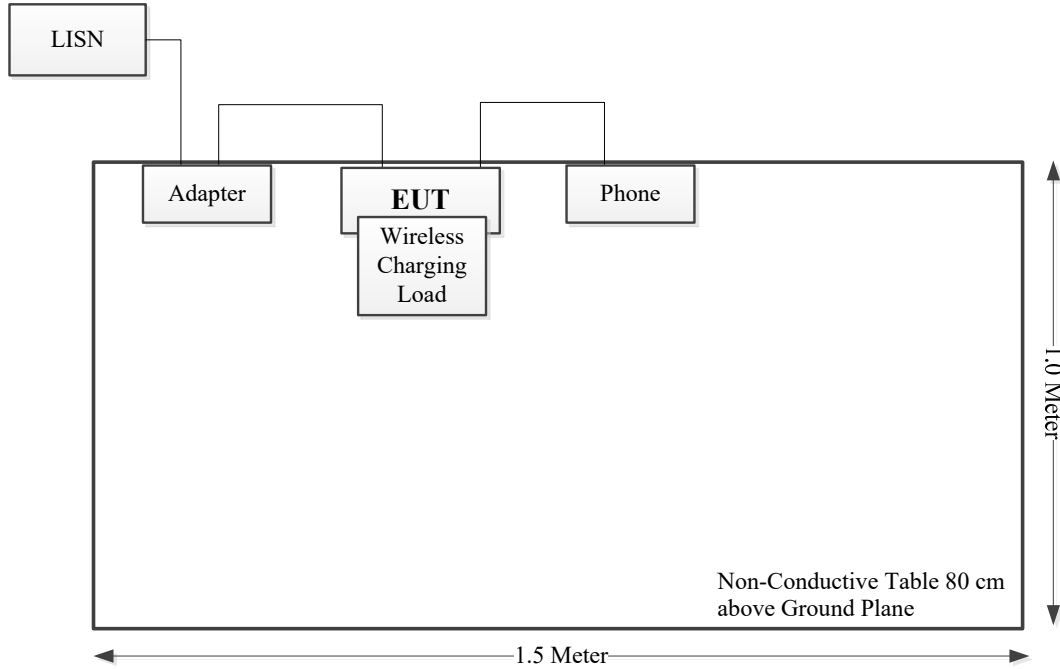 LISN
Adapter
EUT
Phone
Wireless
Charging
Load
1.0 Meter
Non-Conductive Table 80 cm
above Ground Plane
1.5 Meter